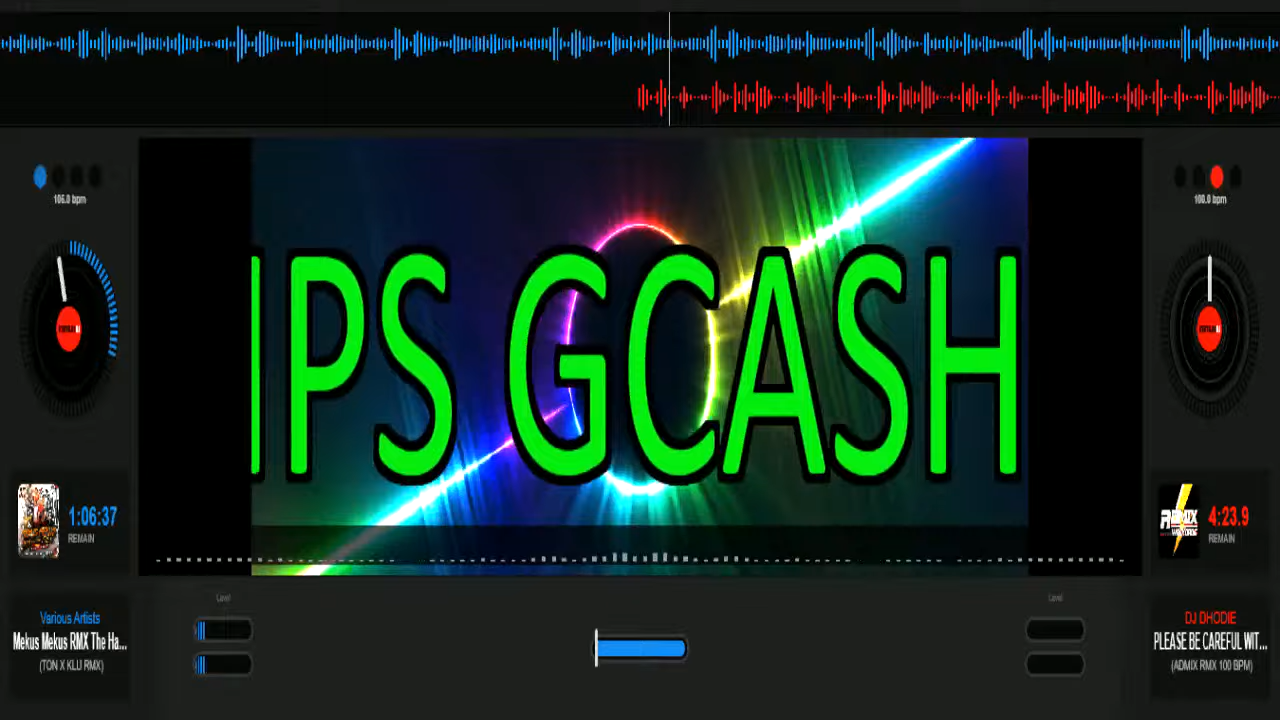 106.0 bpm
100.0 bpm
IPS GCASH
1:06:37
REMAIN
REMIX
4:23.9
REMAIN
Level
Level
Various Artists
Mekus Mekus RMX The Ha...
(TON X KLU RMX)
DJ DHODIE
PLEASE BE CAREFUL WIT...
(ADMIX RMX 100 BPM)